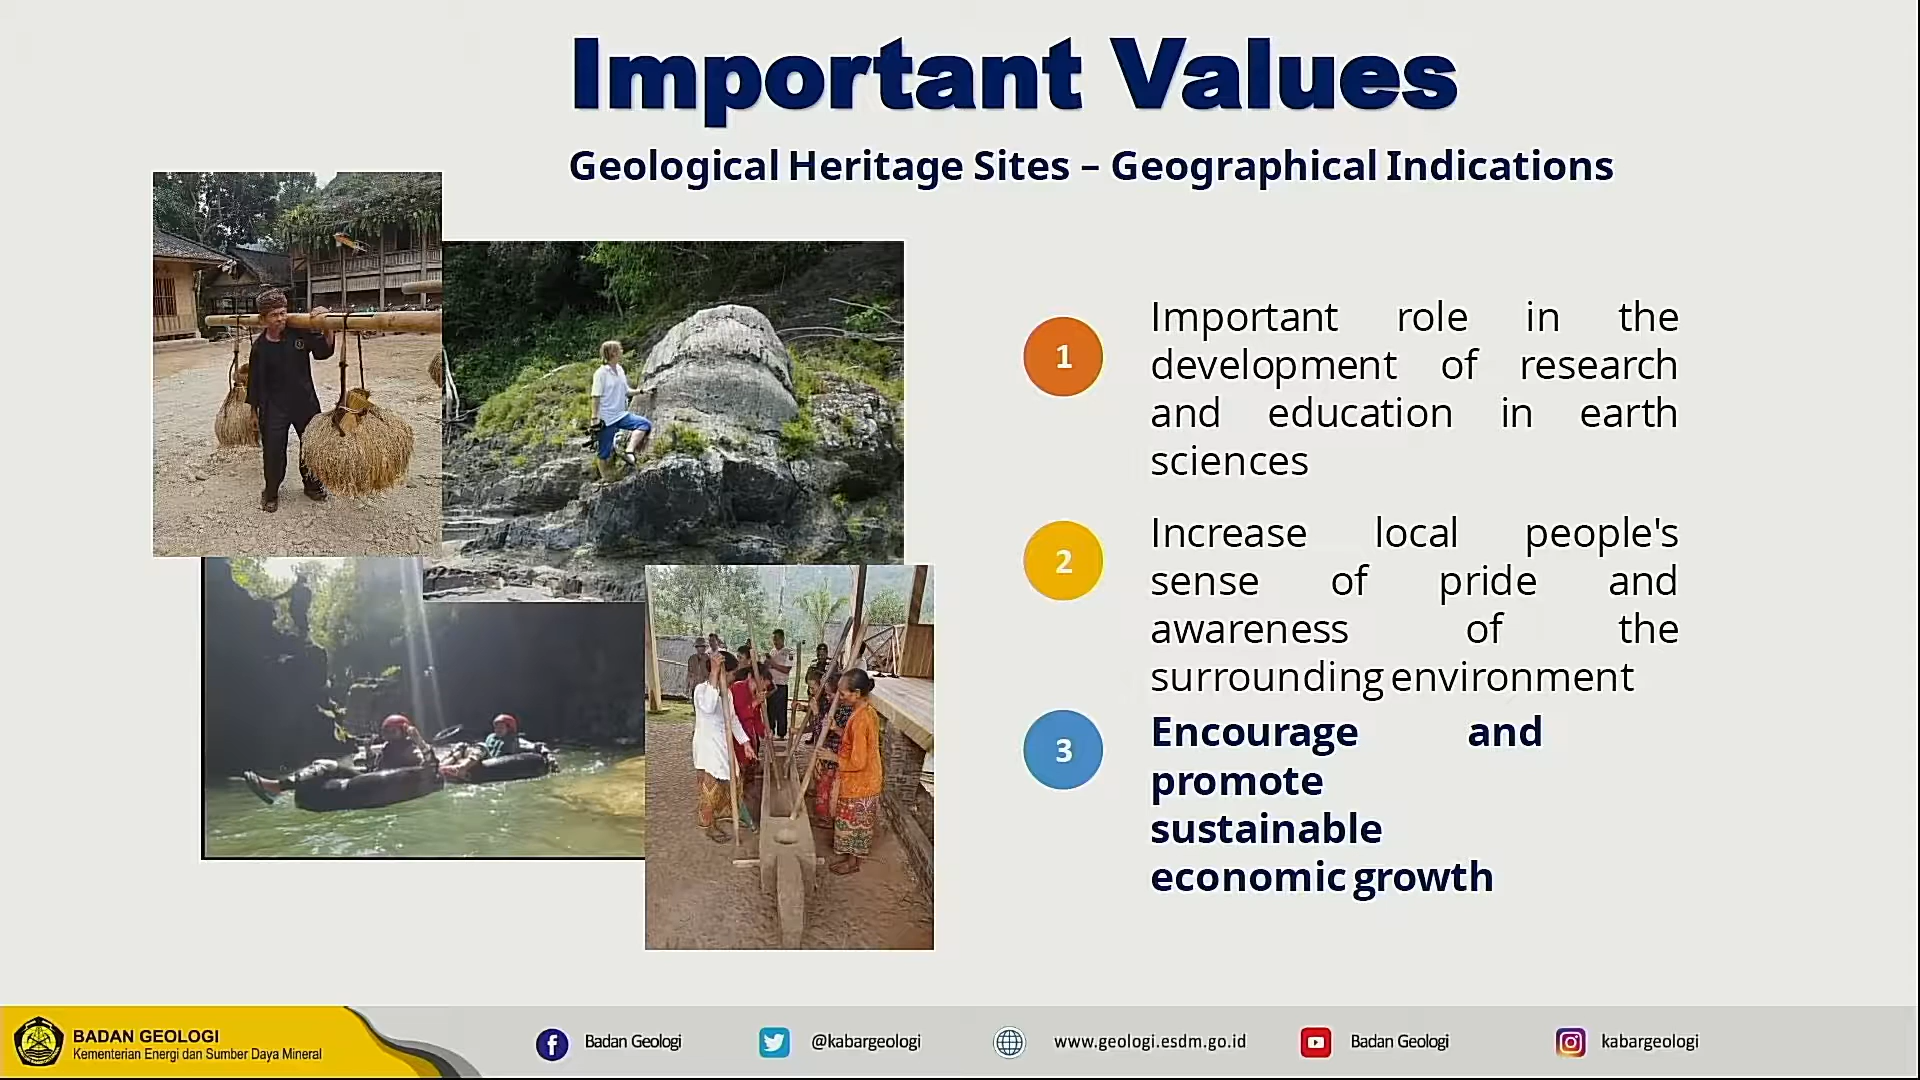 Important Values
Geological Heritage Sites – Geographical Indications
1
Important role in the
development of research
and education in earth
sciences
2
Increase local people's
sense of pride and
awareness of the
surrounding environment
3
Encourage and
promote
sustainable
economic growth
BADAN GEOLOGI
Kementerian Energi dan Sumber Daya Mineral
Badan Geologi
@kabargeologi
www.geologi.esdm.go.id
Badan Geologi
kabargeologi